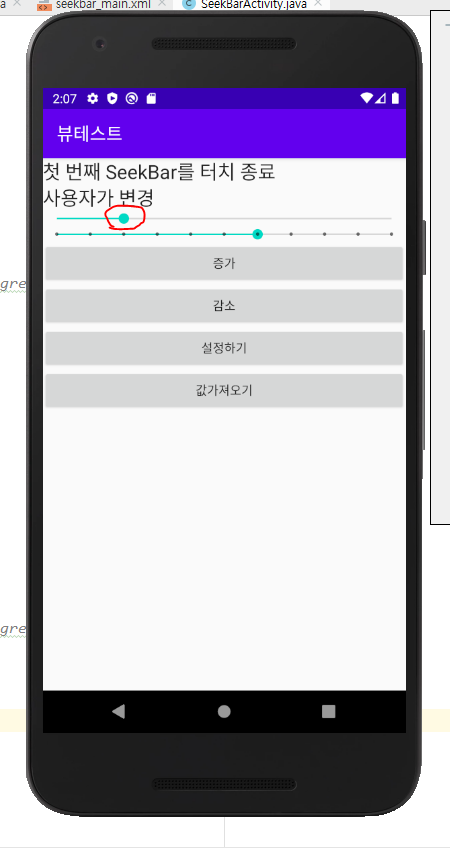 a
seekbar_main.xml
SeekBarActivity.java
2:07
뷰테스트
첫 번째 SeekBar를 터치 종료
사용자가 변경
증가
감소
설정하기
값가져오기
gre
gre